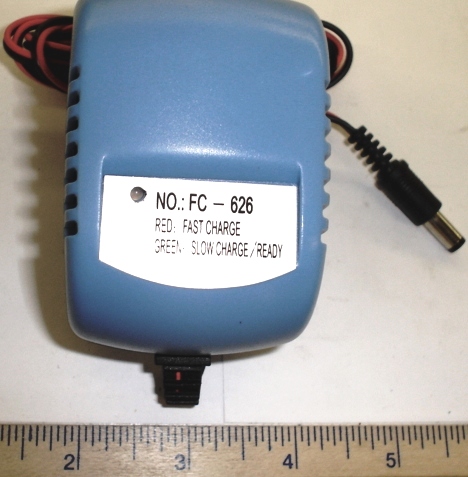 NO.: FC - 626
RED: FAST CHARGE
GREEN: SLOW CHARGE/READY
2 3 4 5